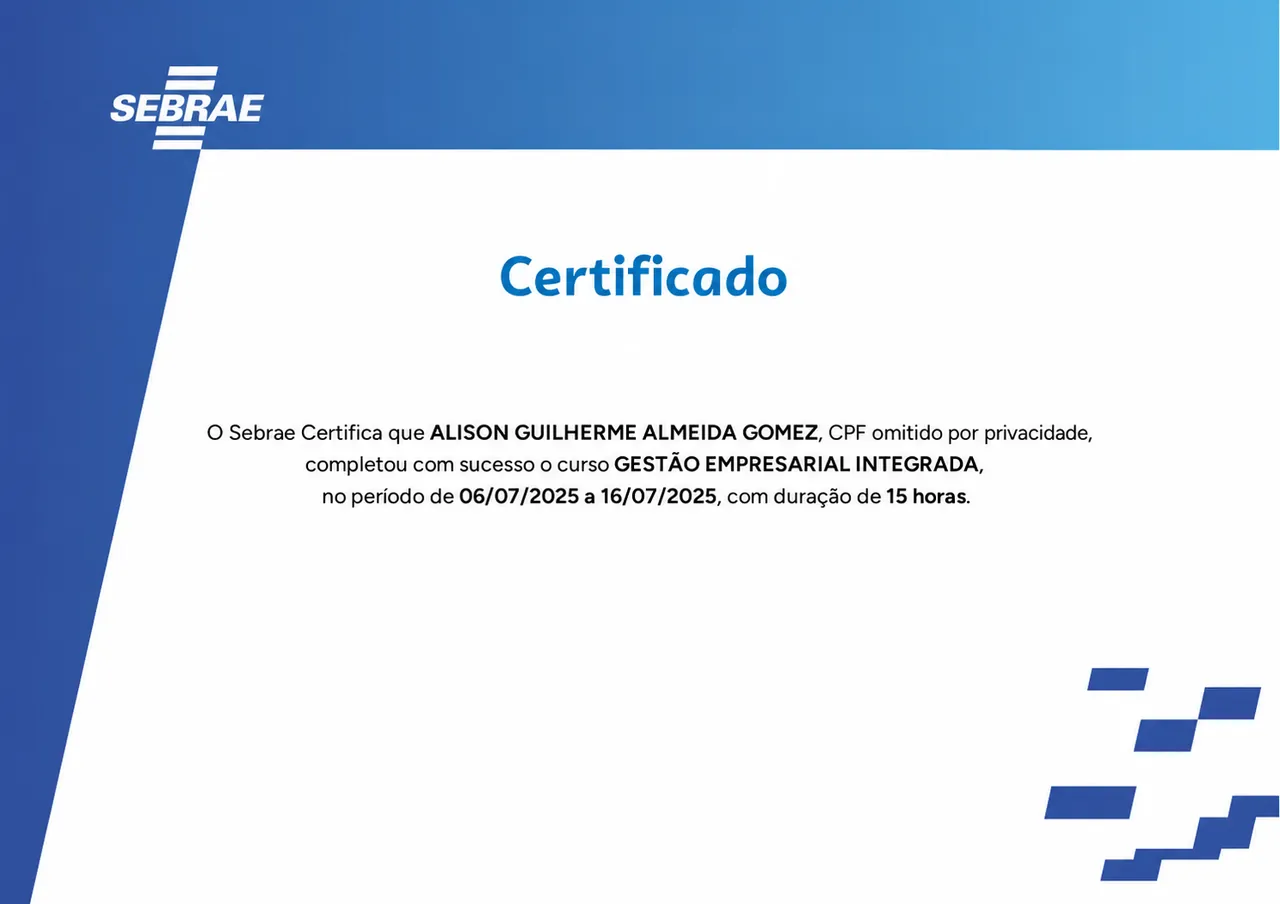 SEBRAE
Certificado
O Sebrae Certifica que ALISON GUILHERME ALMEIDA GOMEZ, CPF omitido por privacidade,
completou com sucesso o curso GESTÃO EMPRESARIAL INTEGRADA,
no período de 06/07/2025 a 16/07/2025, com duração de 15 horas.